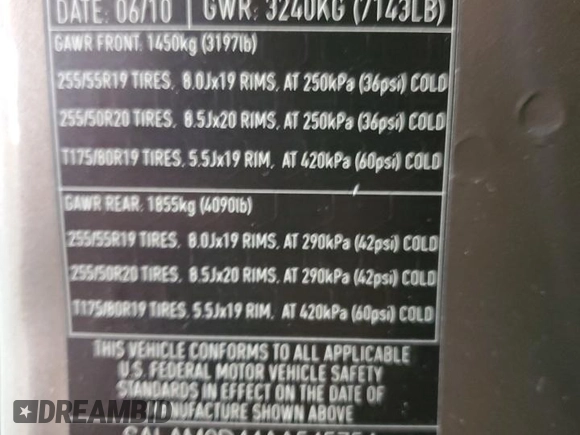 DATE: 06/10 GWR: 3240KG (7143LB)
GAWR FRONT: 1450kg (3197lb)
255/55R19 TIRES, 8.0Jx19 RIMS, AT 250kPa (36psi) COLD
255/50R20 TIRES, 8.5Jx20 RIMS, AT 250kPa (36psi) COLD
T175/80R19 TIRES, 5.5Jx19 RIM, AT 420kPa (60psi) COLD
GAWR REAR: 1855kg (4090lb)
255/55R19 TIRES, 8.0Jx19 RIMS, AT 290kPa (42psi) COLD
255/50R20 TIRES, 8.5Jx20 RIMS, AT 290kPa (42psi) COLD
T175/80R19 TIRES, 5.5Jx19 RIM, AT 420kPa (60psi) COLD
THIS VEHICLE CONFORMS TO ALL APPLICABLE
U.S. FEDERAL MOTOR VEHICLE SAFETY
STANDARDS IN EFFECT ON THE DATE OF
MANUFACTURE SHOWN ABOVE
DREAMBID